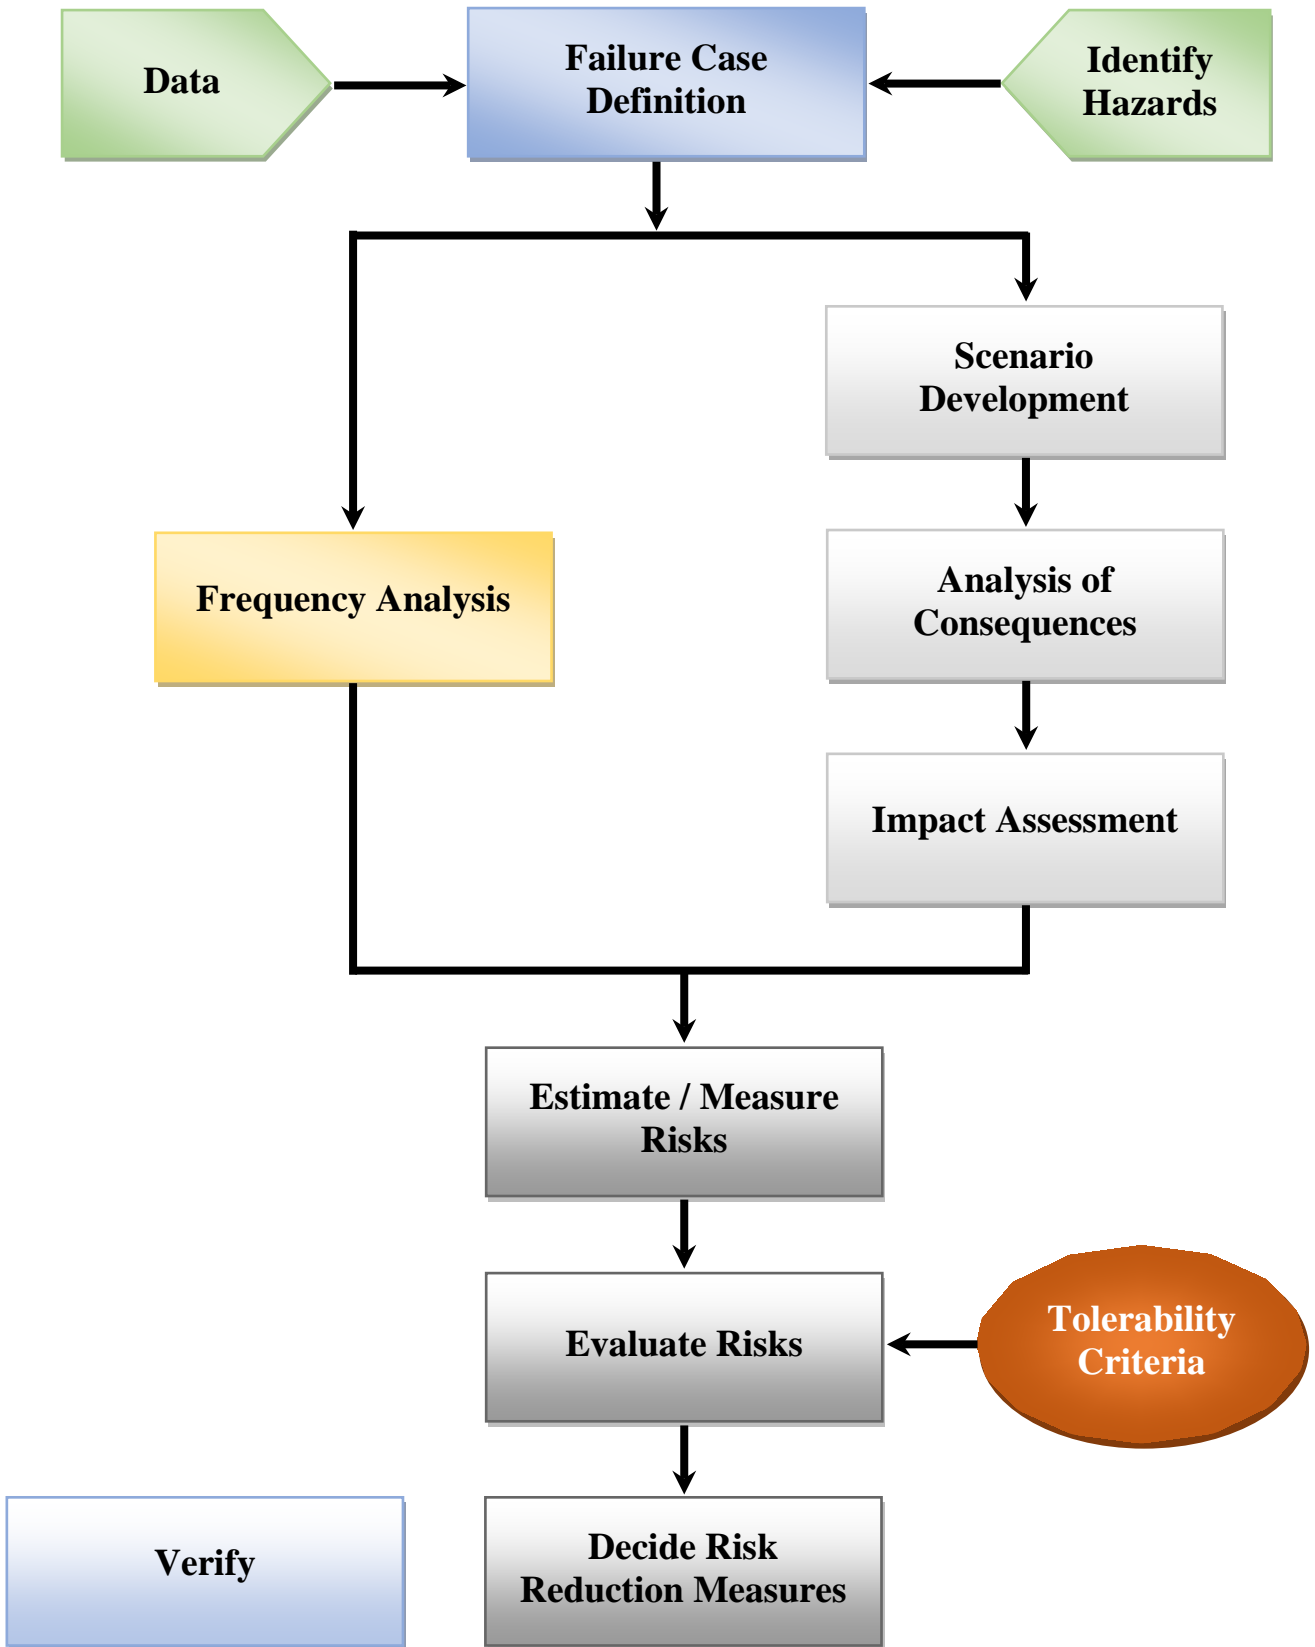 Data
Failure Case
Definition
Identify
Hazards
Scenario
Development
Frequency Analysis
Analysis of
Consequences
Impact Assessment
Estimate / Measure
Risks
Evaluate Risks
Tolerability
Criteria
Verify
Decide Risk
Reduction Measures